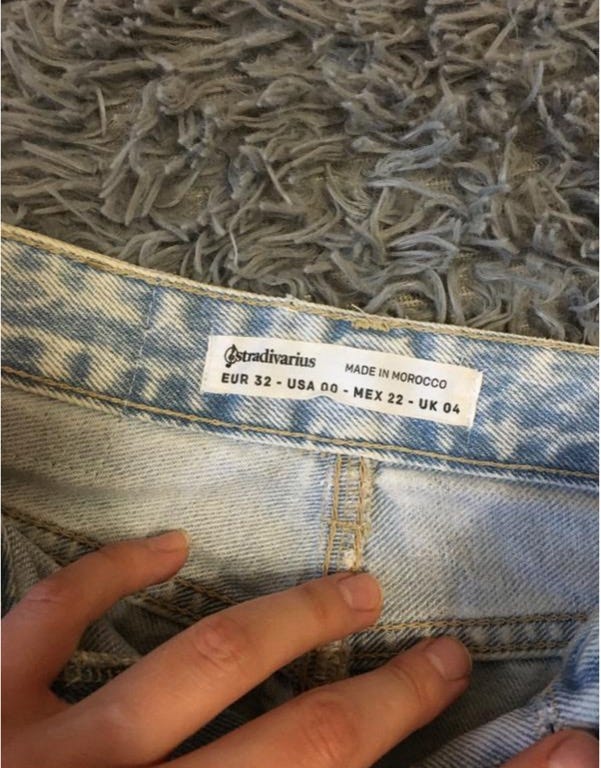 stradivarius MADE IN MOROCCO
EUR 32 - USA 00 - MEX 22 - UK 04